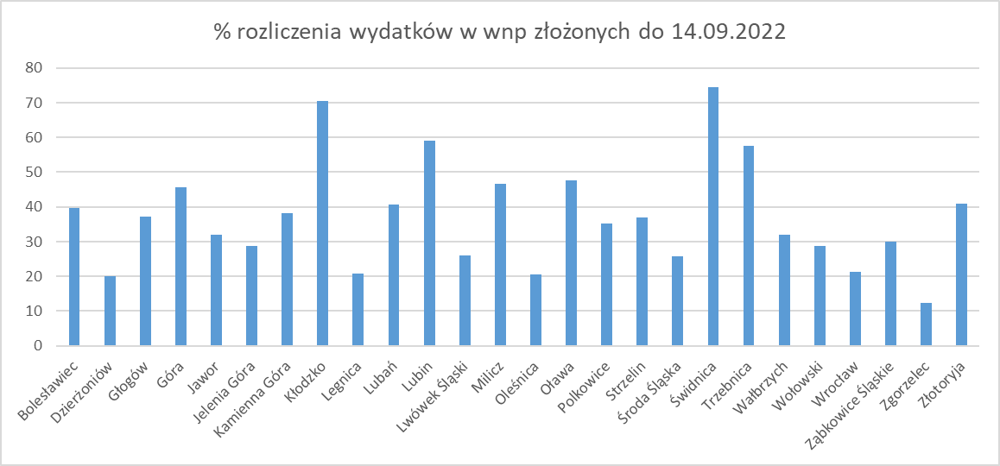 % rozliczenia wydatków w wnp złożonych do 14.09.2022
80
70
60
50
40
30
20
10
0
Bolesławiec
Dzierżoniów
Głogów
Góra
Jawor
Jelenia Góra
Kamienna Góra
Kłodzko
Legnica
Lubań
Lubin
Lwówek Śląski
Milicz
Oleśnica
Oława
Polkowice
Strzelin
Środa Śląska
Świdnica
Trzebnica
Wałbrzych
Wołowski
Wrocław
Ząbkowice Śląskie
Zgorzelec
Złotoryja